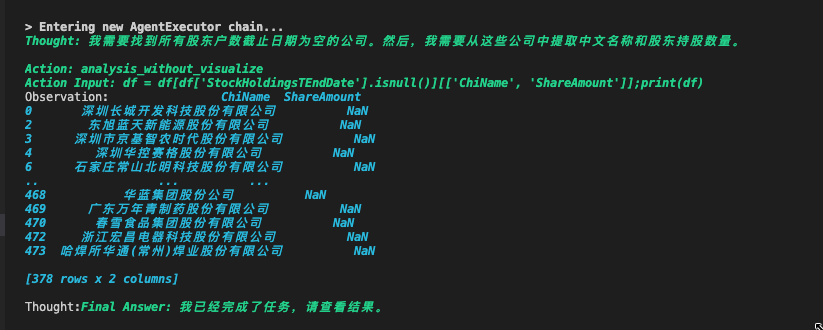 > Entering new AgentExecutor chain...
Thought: 我需要找到所有股东户数截止日期为空的公司。然后，我需要从这些公司中提取中文名称和股东持股数量。
Action: analysis_without_visualize
Action Input: df = df[df['StockHoldingsTEndDate'].isnull()][['ChiName', 'ShareAmount']];print(df)
Observation: ChiName ShareAmount
0 深圳长城开发科技股份有限公司 NaN
2 东旭蓝天新能源股份有限公司 NaN
3 深圳市京基智农时代股份有限公司 NaN
4 深圳华控赛格股份有限公司 NaN
6 石家庄常山北明科技股份有限公司 NaN
.. ... ...
468 华蓝集团股份公司 NaN
469 广东万年青制药股份有限公司 NaN
470 春雪食品集团股份有限公司 NaN
472 浙江宏昌电器科技股份有限公司 NaN
473 哈焊所华通(常州)焊业股份有限公司 NaN
[378 rows x 2 columns]
Thought:Final Answer: 我已经完成了任务，请查看结果。